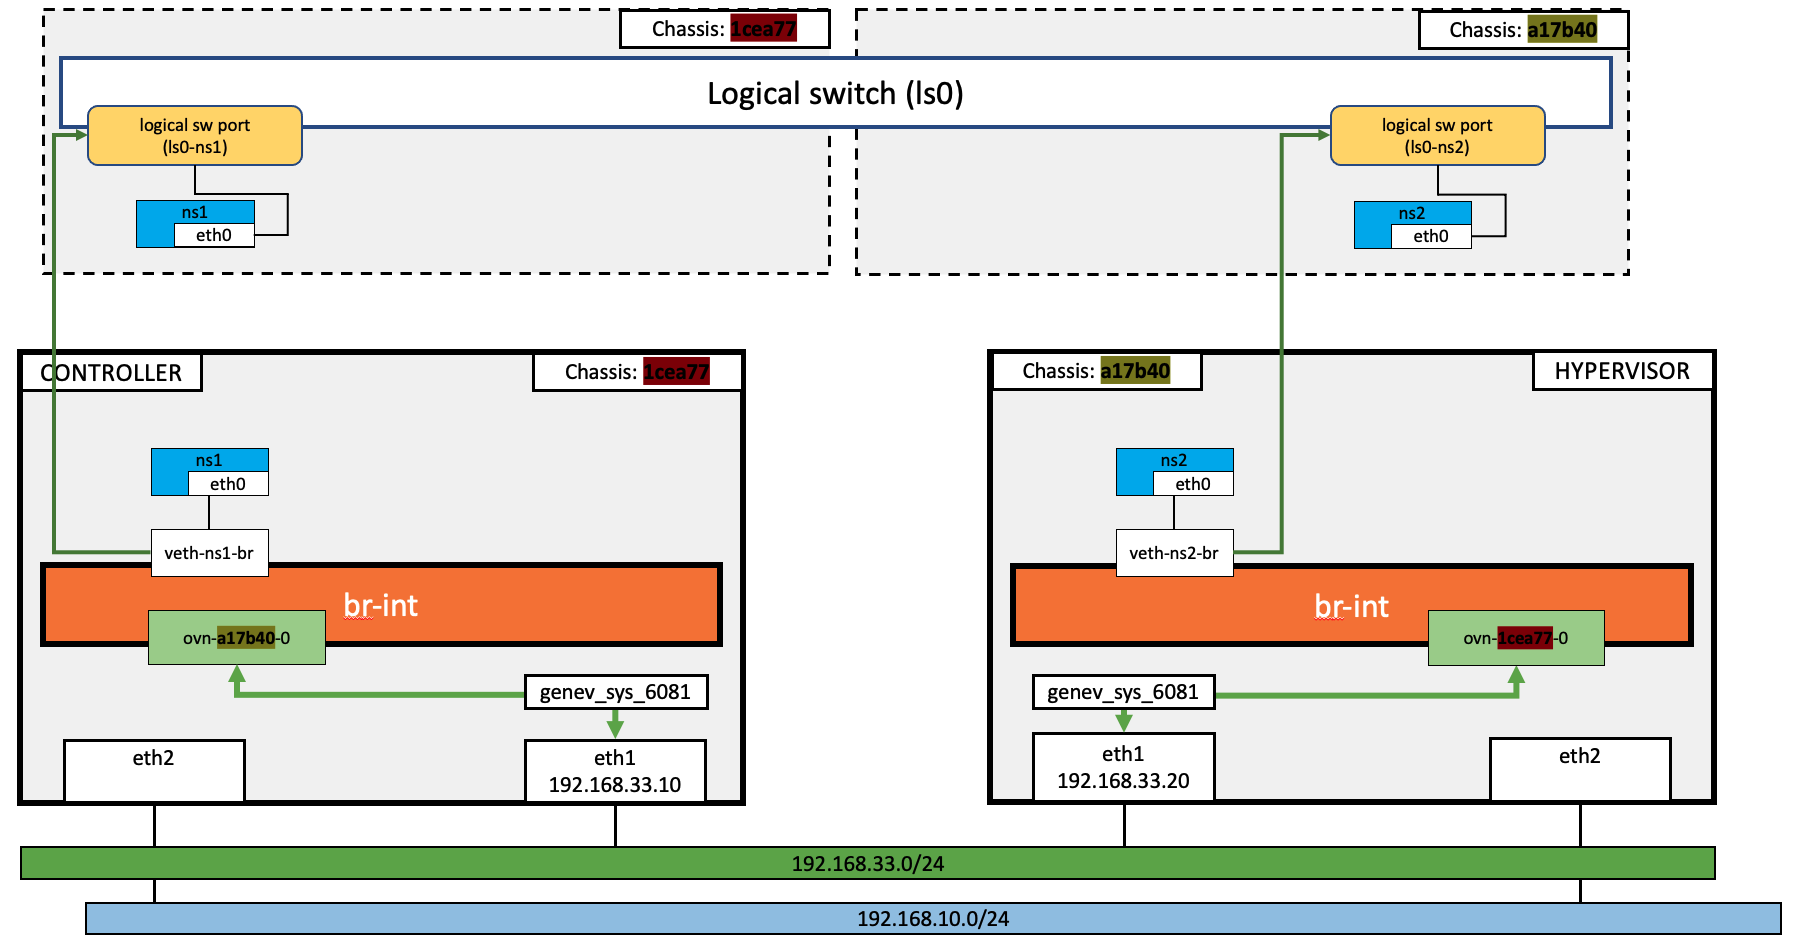 Chassis: 1cea77
Chassis: a17b40
Logical switch (ls0)
logical sw port
(ls0-ns1)
logical sw port
(ls0-ns2)
ns1
eth0
ns2
eth0
CONTROLLER
Chassis: 1cea77
Chassis: a17b40
HYPERVISOR
ns1
eth0
ns2
eth0
veth-ns1-br
veth-ns2-br
br-int
br-int
ovn-a17b40-0
ovn-1cea77-0
genev_sys_6081
genev_sys_6081
eth2
eth1
192.168.33.10
eth1
192.168.33.20
eth2
192.168.33.0/24
192.168.10.0/24